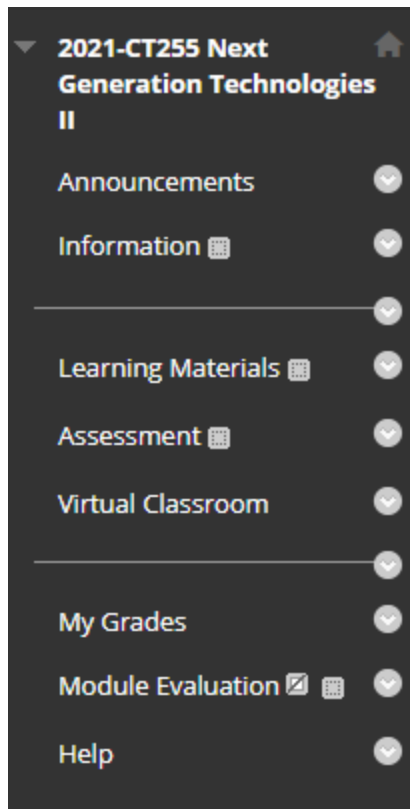 2021-CT255 Next
Generation Technologies
II
Announcements
Information
Learning Materials
Assessment
Virtual Classroom
My Grades
Module Evaluation
Help